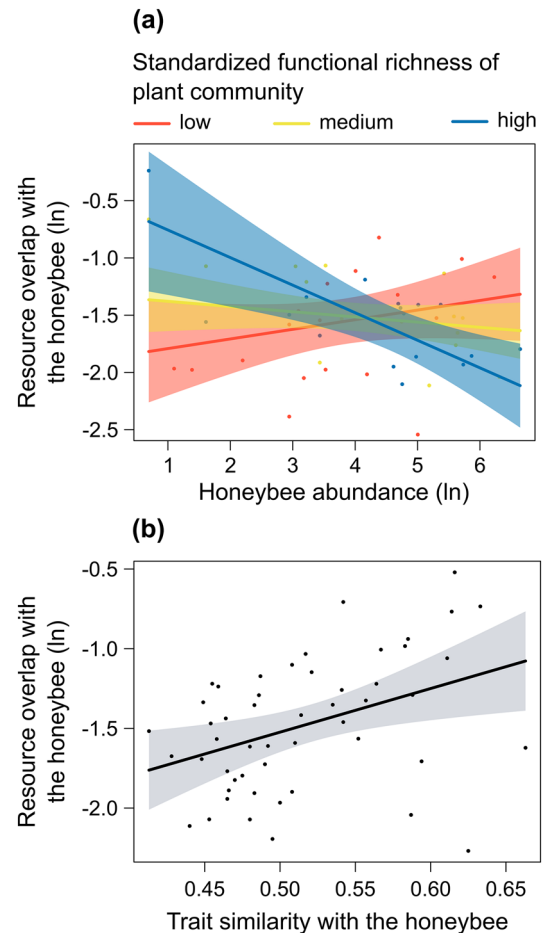 (a)
Standardized functional richness of
plant community
low medium high
Resource overlap with
the honeybee (ln)
-0.5
-1.0
-1.5
-2.0
-2.5
1 2 3 4 5 6
Honeybee abundance (ln)
(b)
Resource overlap with
the honeybee (ln)
-0.5
-1.0
-1.5
-2.0
0.45 0.50 0.55 0.60 0.65
Trait similarity with the honeybee